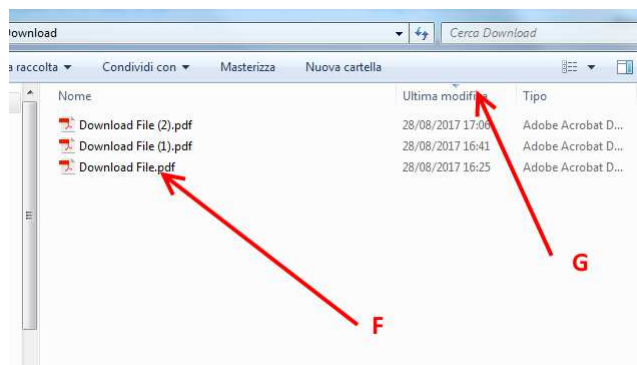 Download Cerca Download
a raccolta Condividi con Masterizza Nuova cartella
Nome Ultima modifica Tipo
Download File (2).pdf 28/08/2017 17:06 Adobe Acrobat D...
Download File (1).pdf 28/08/2017 16:41 Adobe Acrobat D...
Download File.pdf 28/08/2017 16:25 Adobe Acrobat D...
G
F